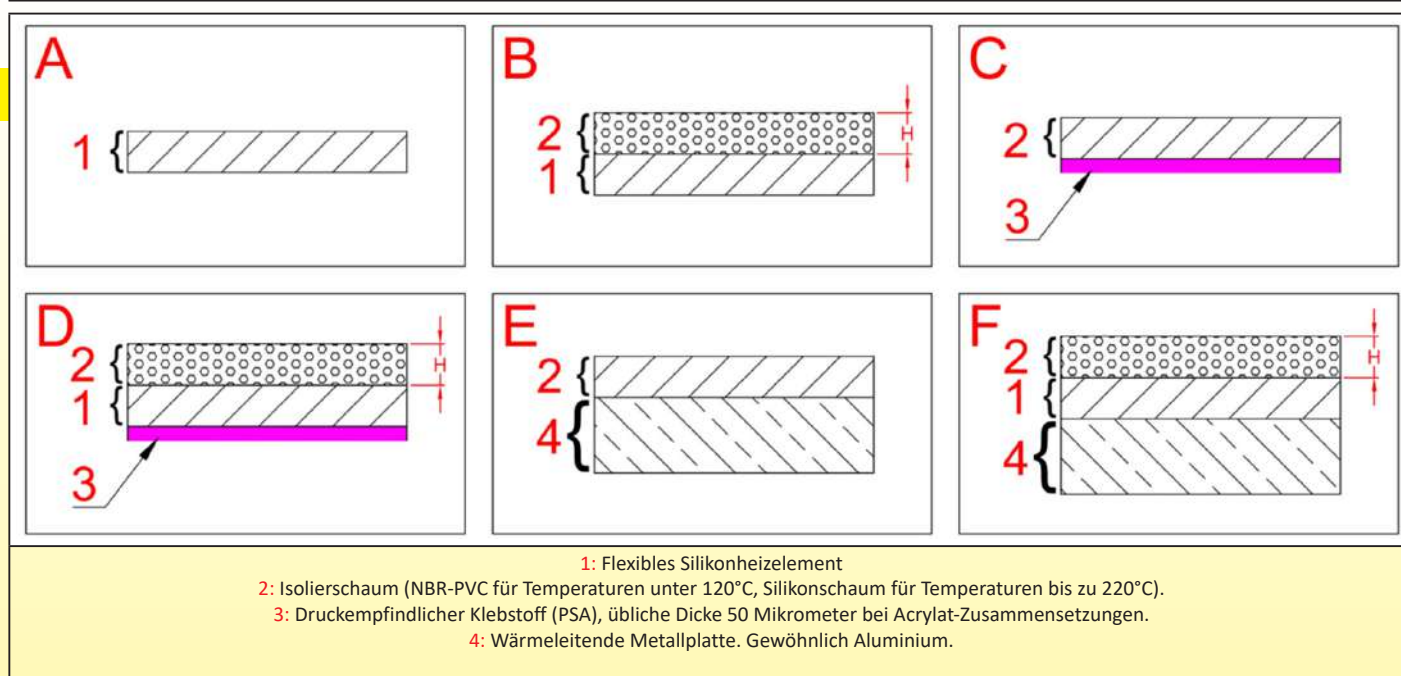 A
1
B
2
1
H
C
2
3
D
2
1
H
3
E
2
4
F
2
1
4
H
1: Flexibles Silikonheizelement
2: Isolierschaum (NBR-PVC für Temperaturen unter 120°C, Silikonschaum für Temperaturen bis zu 220°C).
3: Druckempfindlicher Klebstoff (PSA), übliche Dicke 50 Mikrometer bei Acrylat-Zusammensetzungen.
4: Wärmeleitende Metallplatte. Gewöhnlich Aluminium.